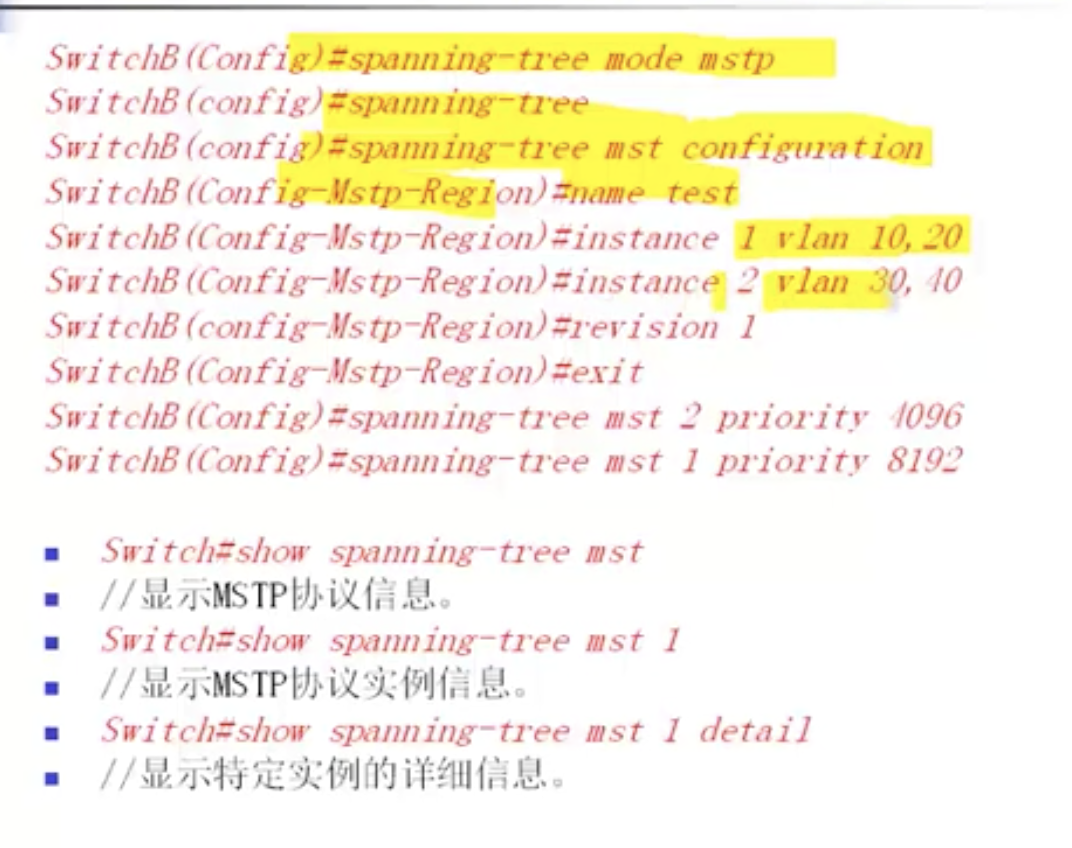 SwitchB(Config)#spanning-tree mode mstp
SwitchB(config)#spanning-tree
SwitchB(config)#spanning-tree mst configuration
SwitchB(Config-Mstp-Region)#name test
SwitchB(Config-Mstp-Region)#instance 1 vlan 10,20
SwitchB(Config-Mstp-Region)#instance 2 vlan 30,40
SwitchB(Config-Mstp-Region)#revision 1
SwitchB(Config-Mstp-Region)#exit
SwitchB(Config)#spanning-tree mst 2 priority 4096
SwitchB(Config)#spanning-tree mst 1 priority 8192
■ Switch#show spanning-tree mst
■ //显示MSTP协议信息。
■ Switch#show spanning-tree mst 1
■ //显示MSTP协议实例信息。
■ Switch#show spanning-tree mst 1 detail
■ //显示特定实例的详细信息。